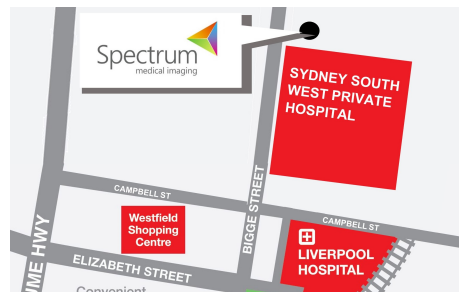 Spectrum
medical imaging
SYDNEY SOUTH
WEST PRIVATE
HOSPITAL
CAMPBELL ST
CAMPBELL ST
BIGGE STREET
Westfield
Shopping
Centre
LIVERPOOL
HOSPITAL
UME HWY
ELIZABETH STREET
Convenient